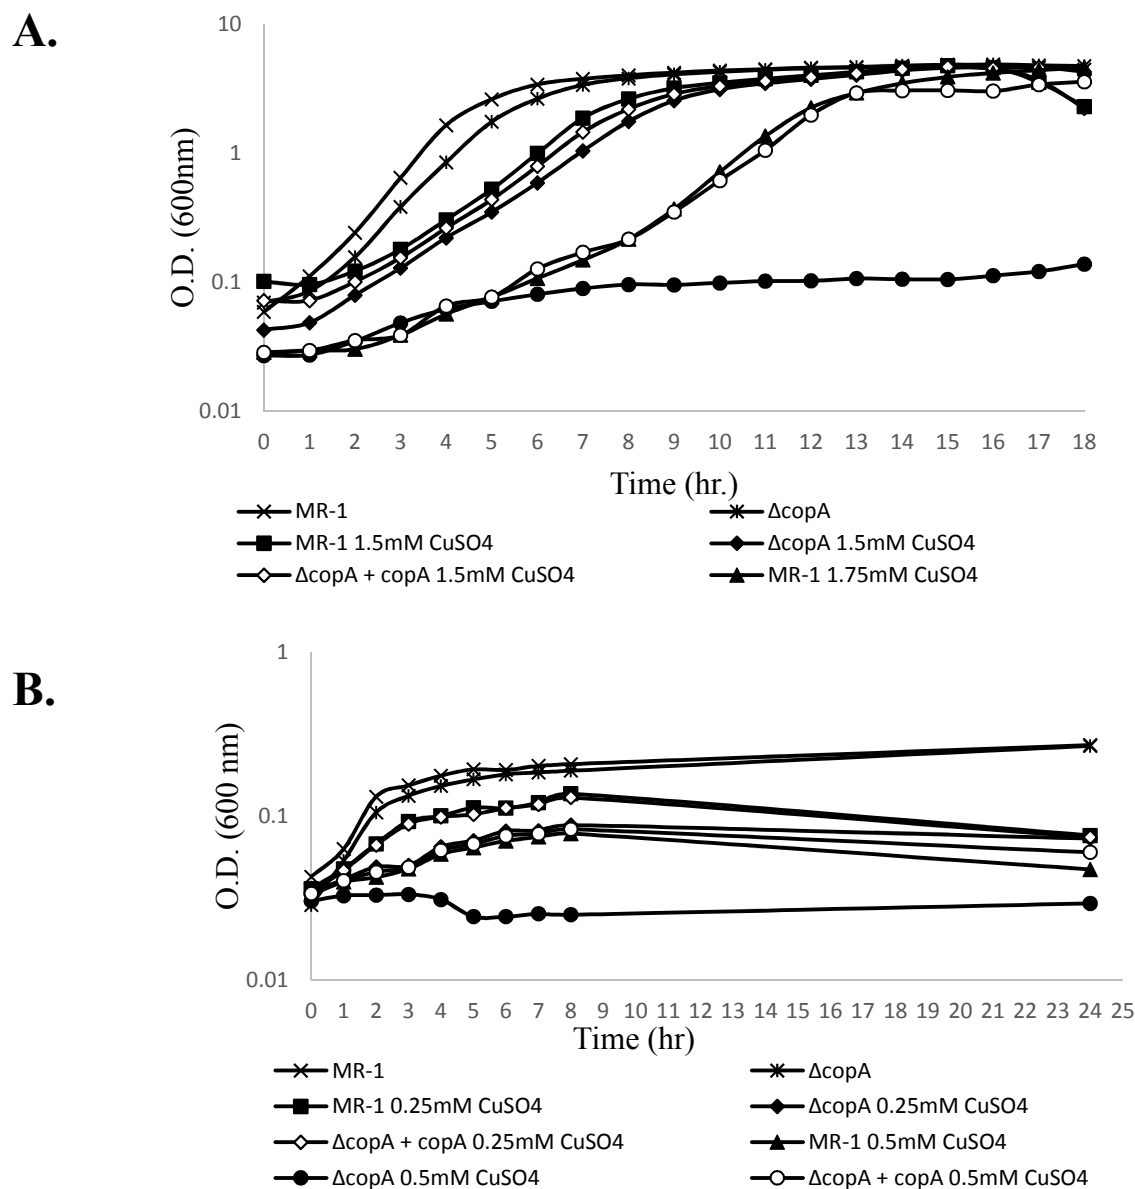 A.
10
1
0.1
0.01
O.D. (600nm)
0 1 2 3 4 5 6 7 8 9 10 11 12 13 14 15 16 17 18
Time (hr.)
MR-1 ΔcopA
MR-1 1.5mM CuSO4 ΔcopA 1.5mM CuSO4
ΔcopA + copA 1.5mM CuSO4 MR-1 1.75mM CuSO4
B.
1
0.1
0.01
O.D. (600 nm)
0 1 2 3 4 5 6 7 8 9 10 11 12 13 14 15 16 17 18 19 20 21 22 23 24 25
Time (hr)
MR-1 ΔcopA
MR-1 0.25mM CuSO4 ΔcopA 0.25mM CuSO4
ΔcopA + copA 0.25mM CuSO4 MR-1 0.5mM CuSO4
ΔcopA 0.5mM CuSO4 ΔcopA + copA 0.5mM CuSO4